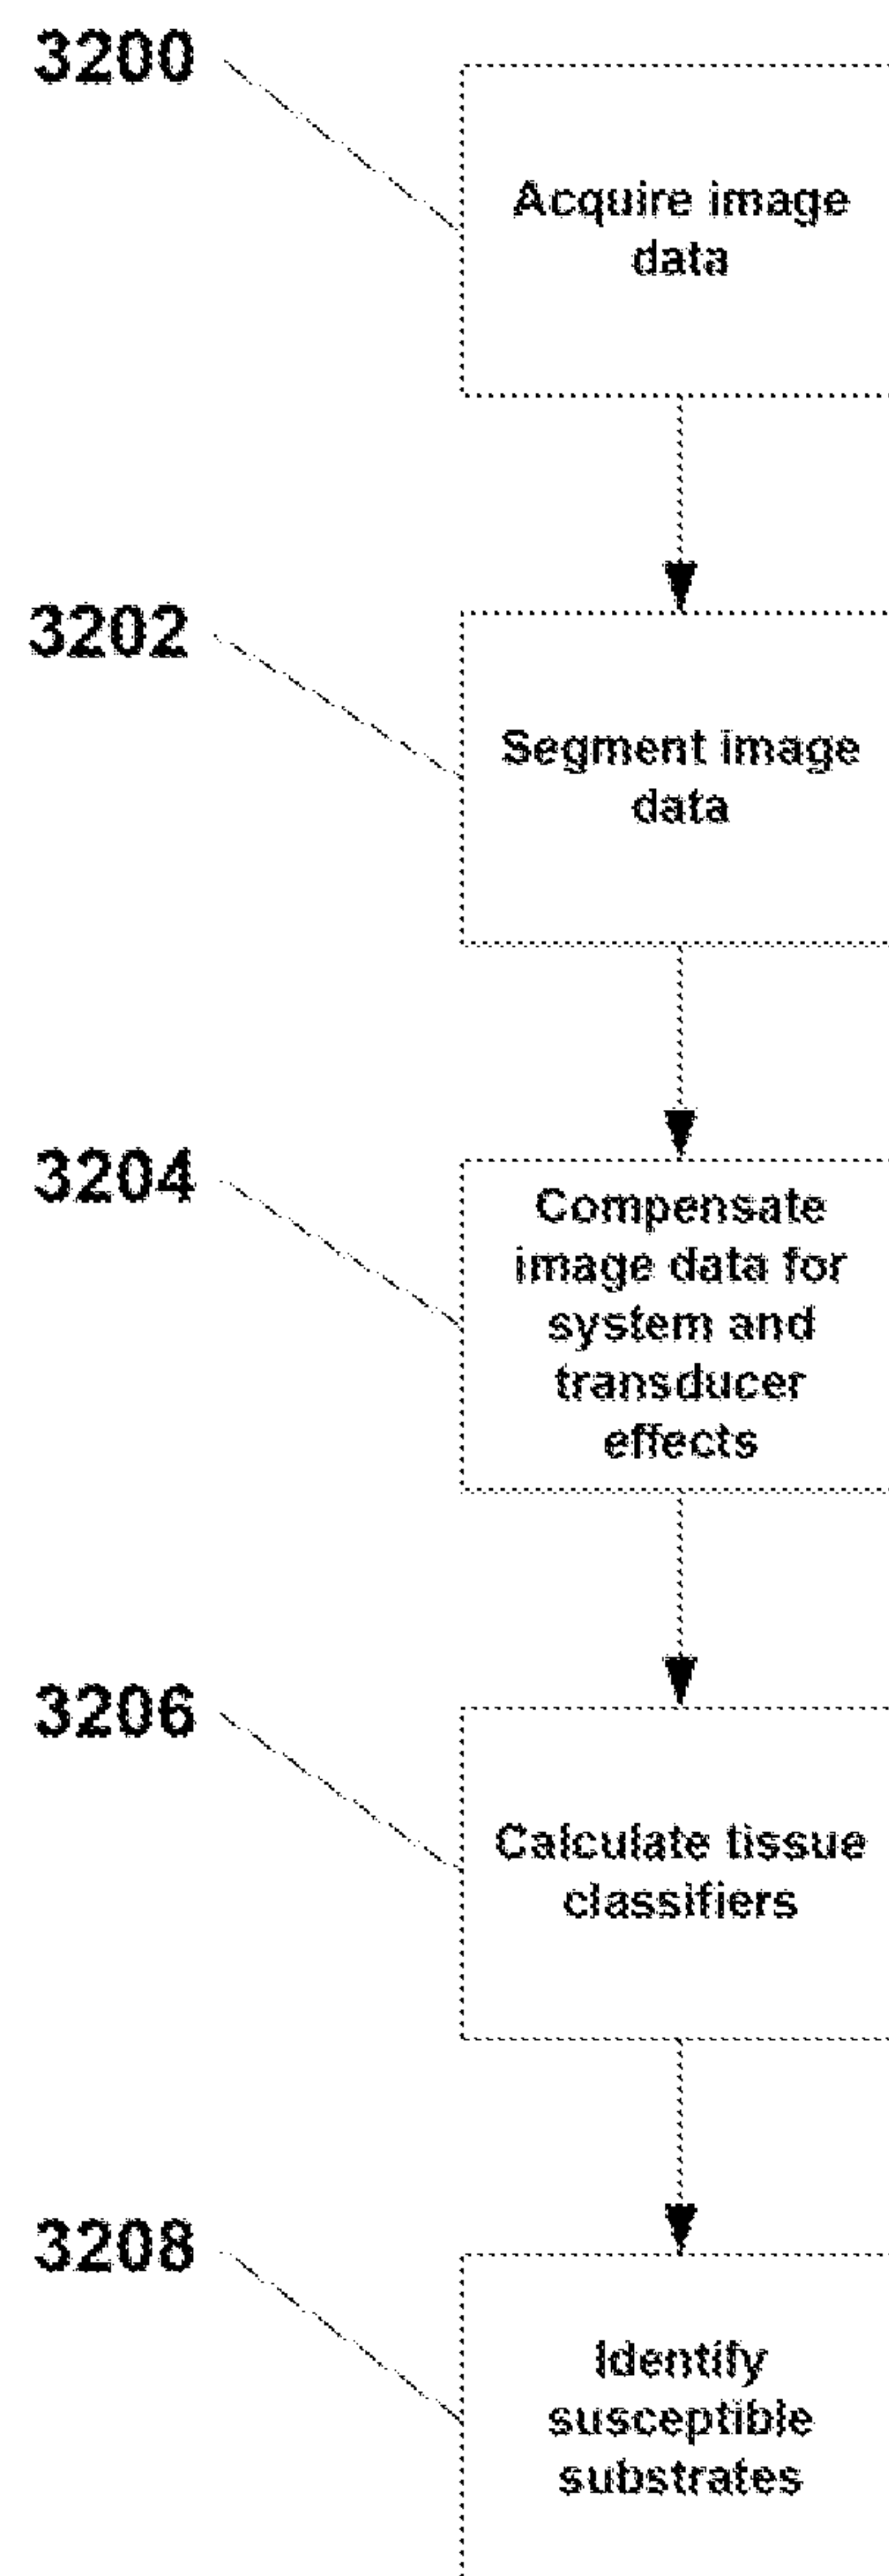 3200
Acquire image
data
3202
Segment image
data
3204
Compensate
image data for
system and
transducer
effects
3206
Calculate tissue
classifiers
3208
Identify
susceptible
substrates